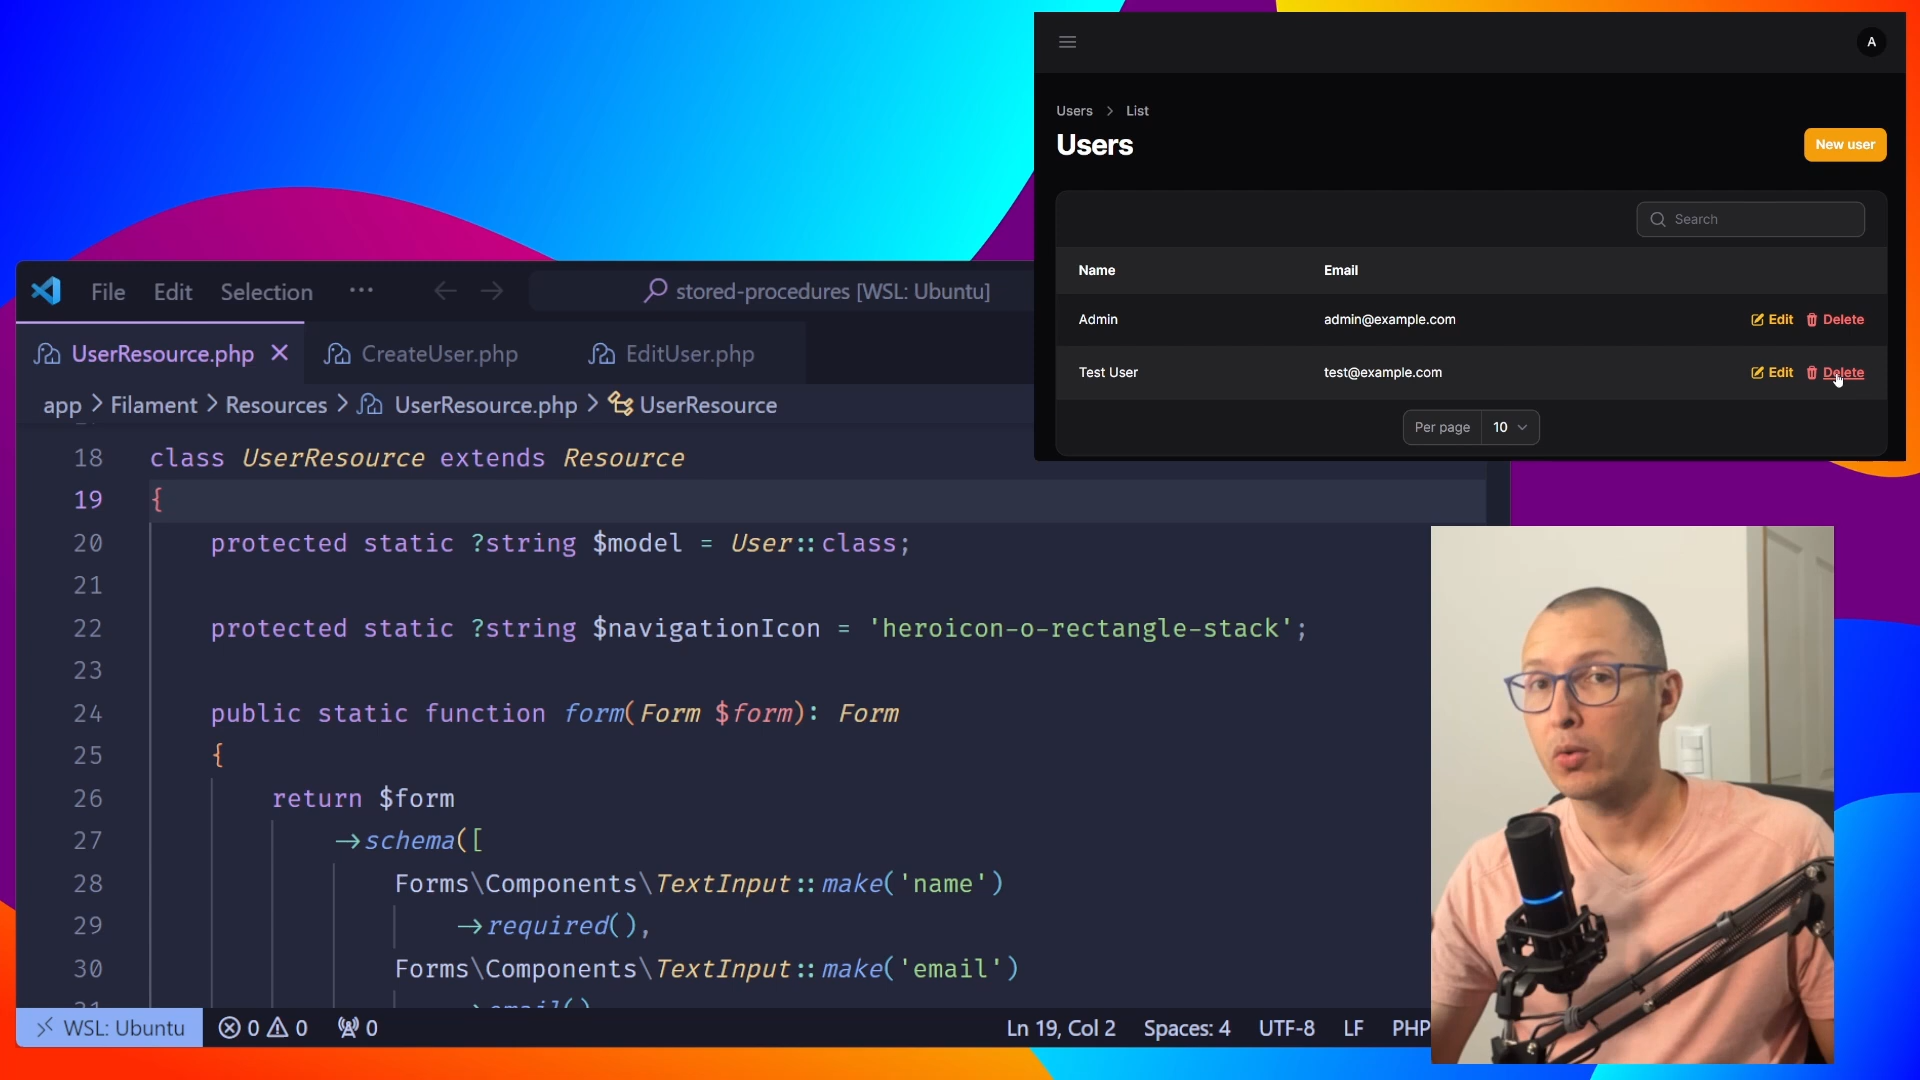 A
Users > List
Users
New user
Search
Name Email
Admin admin@example.com Edit Delete
Test User test@example.com Edit Delete
Per page 10
File Edit Selection ··· stored-procedures [WSL: Ubuntu]
UserResource.php CreateUser.php EditUser.php
app > Filament > Resources > UserResource.php > UserResource
18 class UserResource extends Resource
19 {
20 protected static ?string $model = User::class;
21
22 protected static ?string $navigationIcon = 'heroicon-o-rectangle-stack';
23
24 public static function form(Form $form): Form
25 {
26 return $form
27 ->schema([
28 Forms\Components\TextInput::make('name')
29 ->required(),
30 Forms\Components\TextInput::make('email')
31 ->email()
WSL: Ubuntu 0 0 0 Ln 19, Col 2 Spaces: 4 UTF-8 LF PHP